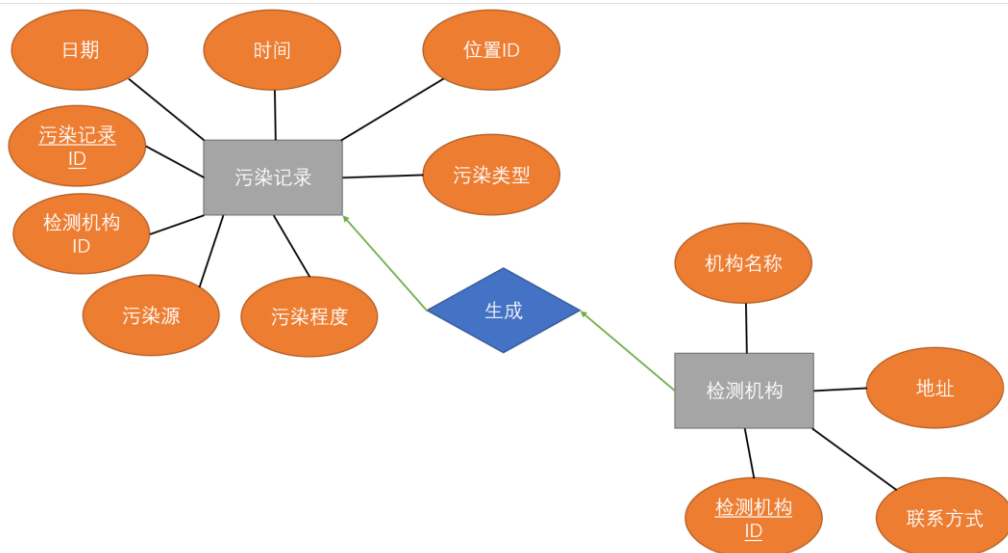 日期
时间
位置ID
污染记录
ID
污染记录
污染类型
检测机构
ID
污染源
污染程度
生成
机构名称
检测机构
地址
检测机构
ID
联系方式